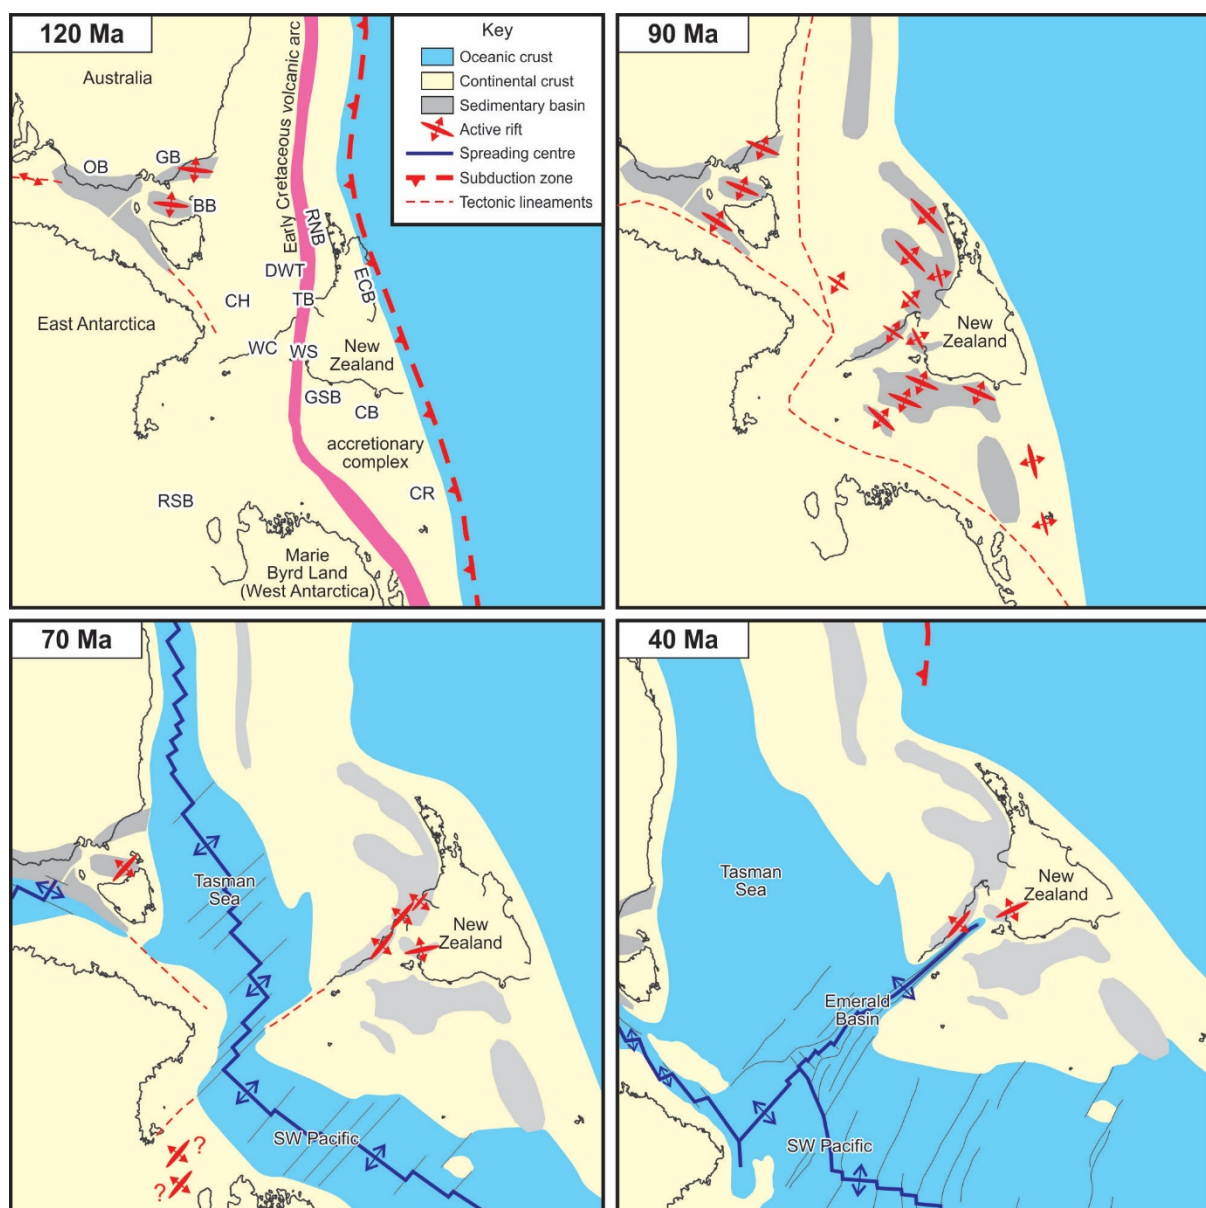 120 Ma
Australia
OB
GB
BB
Early Cretaceous volcanic arc
RNB
DWT
ECB
CH
TB
East Antarctica
WC
WS
New
Zealand
GSB
CB
accretionary
complex
RSB
CR
Marie
Byrd Land
(West Antarctica)
Key
Oceanic crust
Continental crust
Sedimentary basin
Active rift
Spreading centre
Subduction zone
Tectonic lineaments
90 Ma
New
Zealand
70 Ma
Tasman
Sea
New
Zealand
SW Pacific
?
?
40 Ma
Tasman
Sea
New
Zealand
Emerald
Basin
SW Pacific